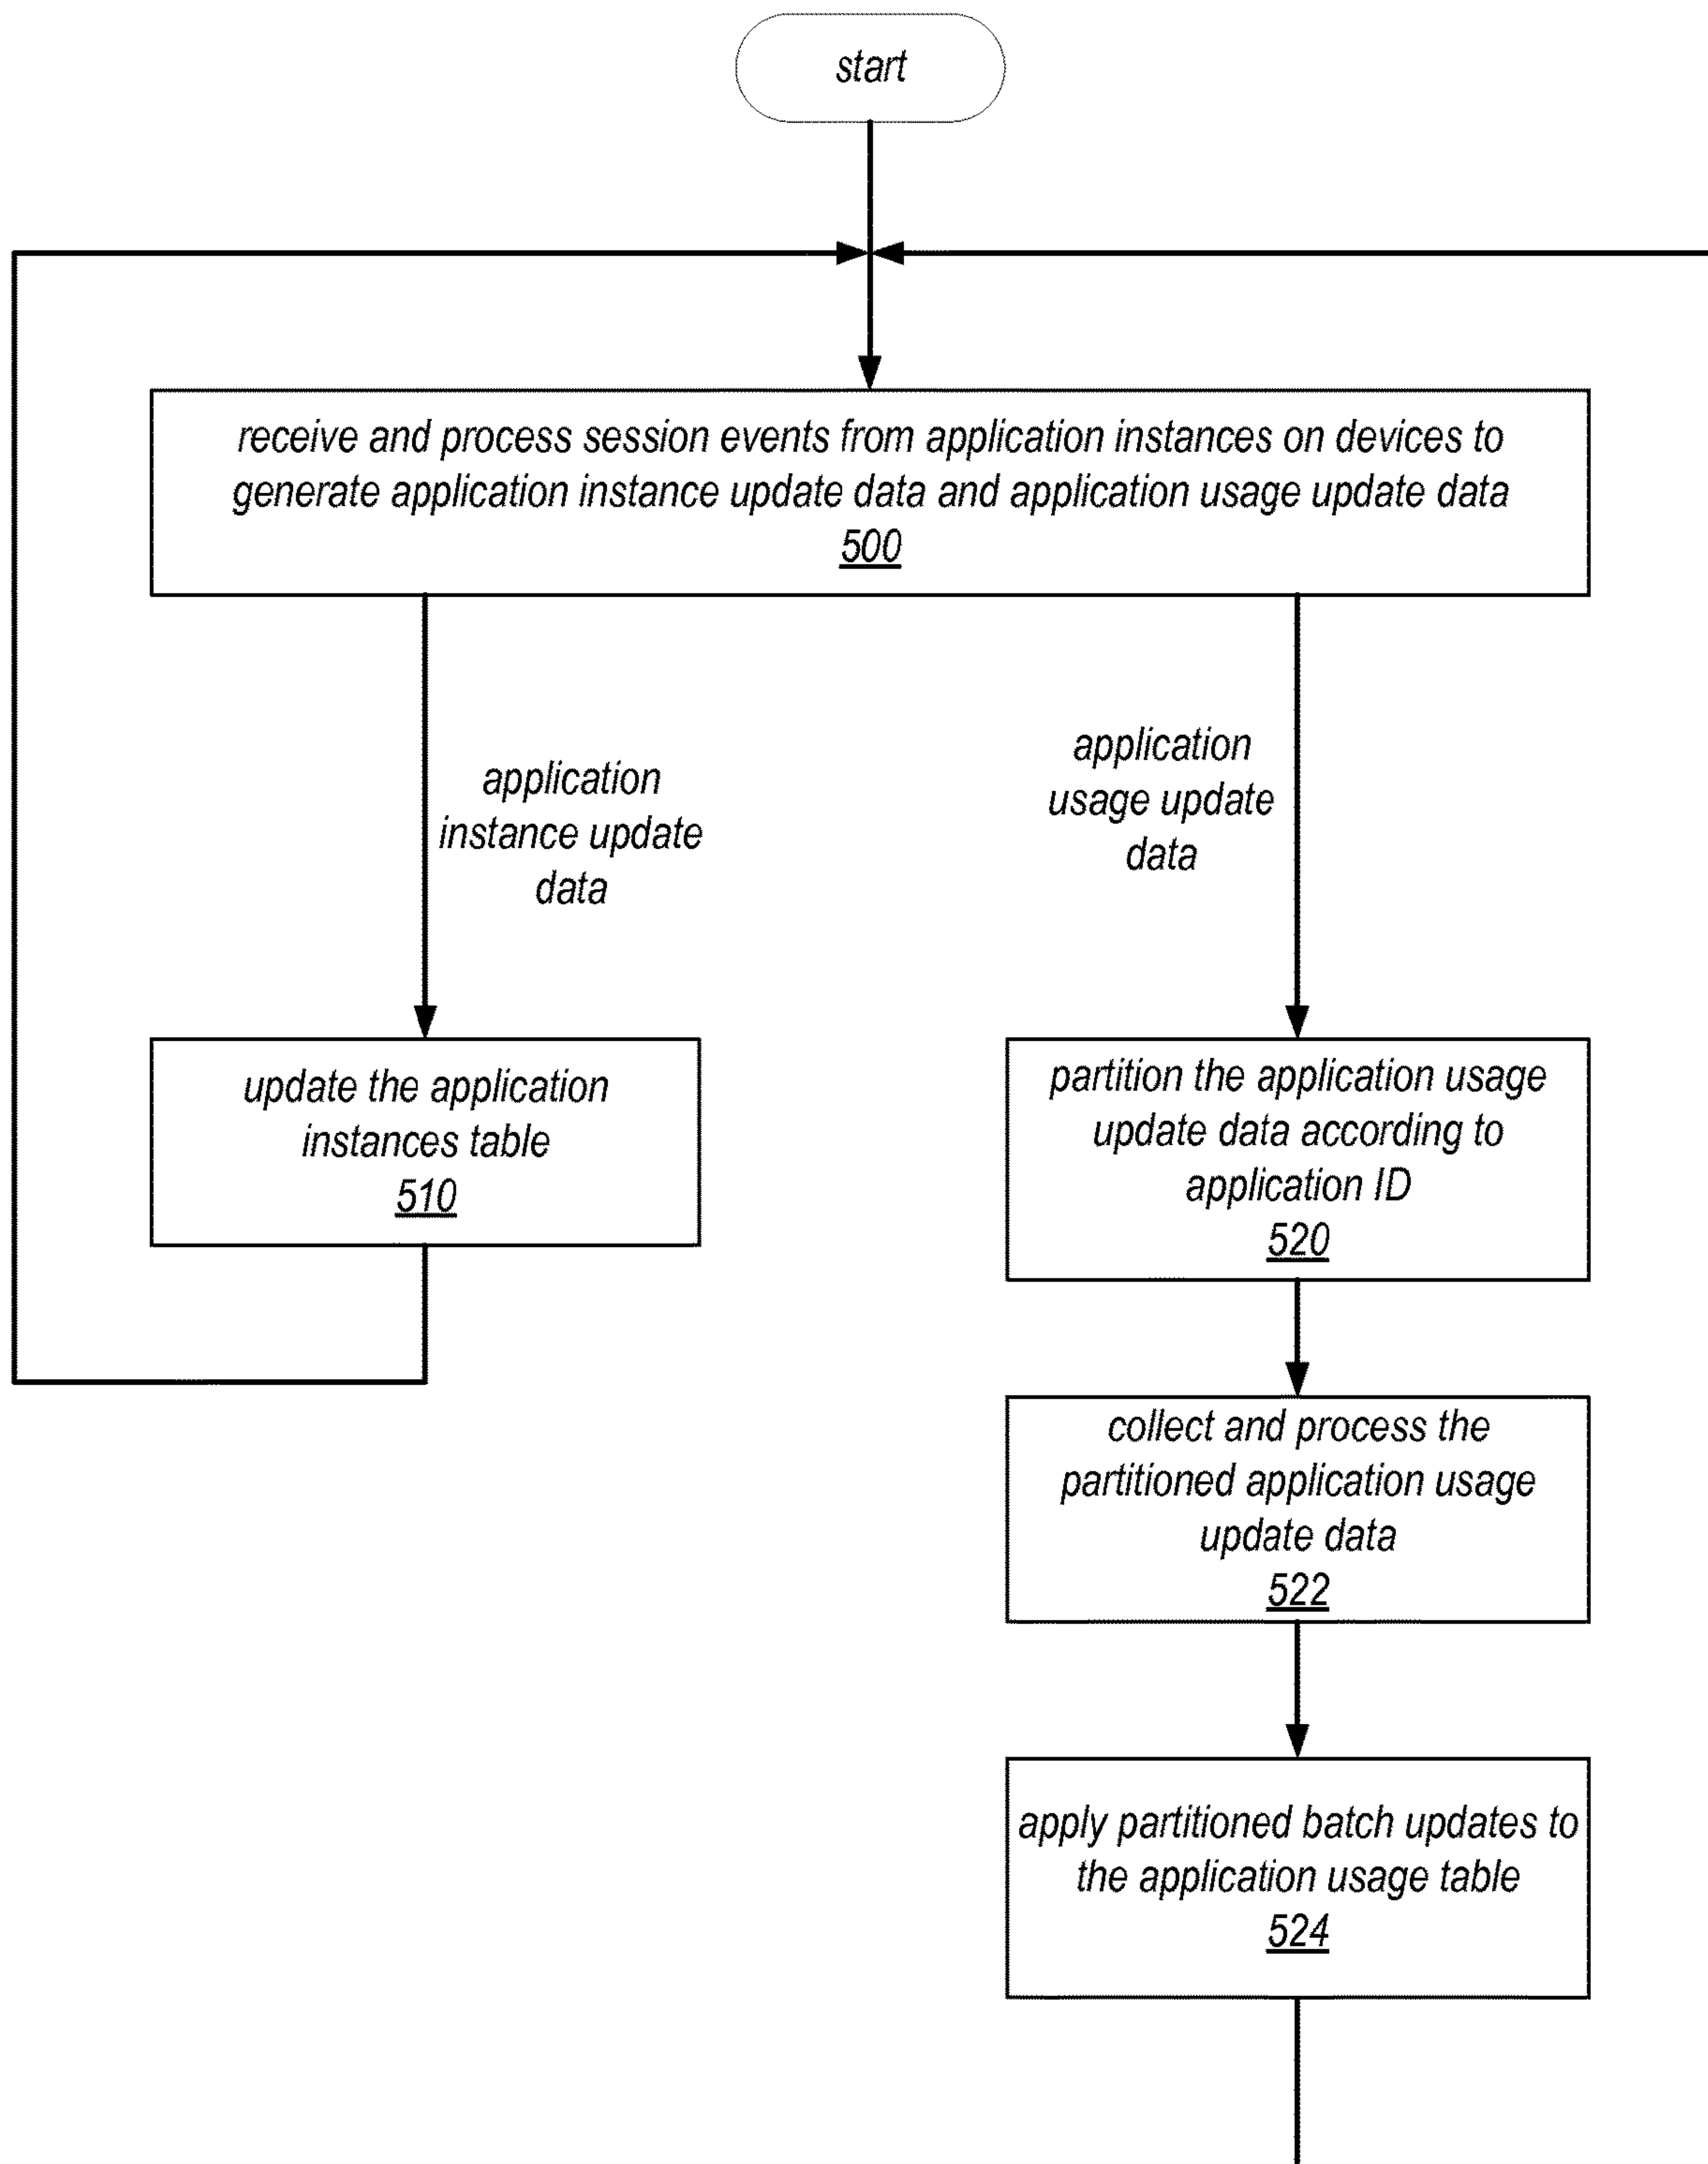 start
receive and process session events from application instances on devices to
generate application instance update data and application usage update data
500
application
instance update
data
application
usage update
data
update the application
instances table
510
partition the application usage
update data according to
application ID
520
collect and process the
partitioned application usage
update data
522
apply partitioned batch updates to
the application usage table
524